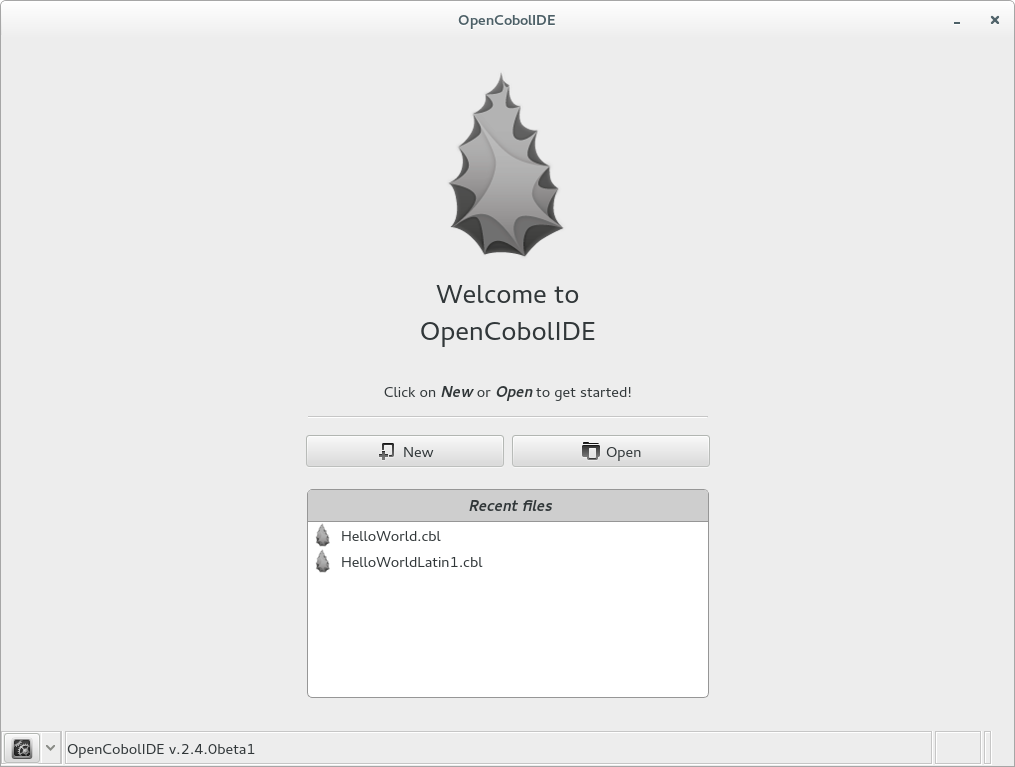 OpenCobolIDE
Welcome to
OpenCobolIDE
Click on New or Open to get started!
New
Open
Recent files
HelloWorld.cbl
HelloWorldLatin1.cbl
OpenCobolIDE v.2.4.0beta1